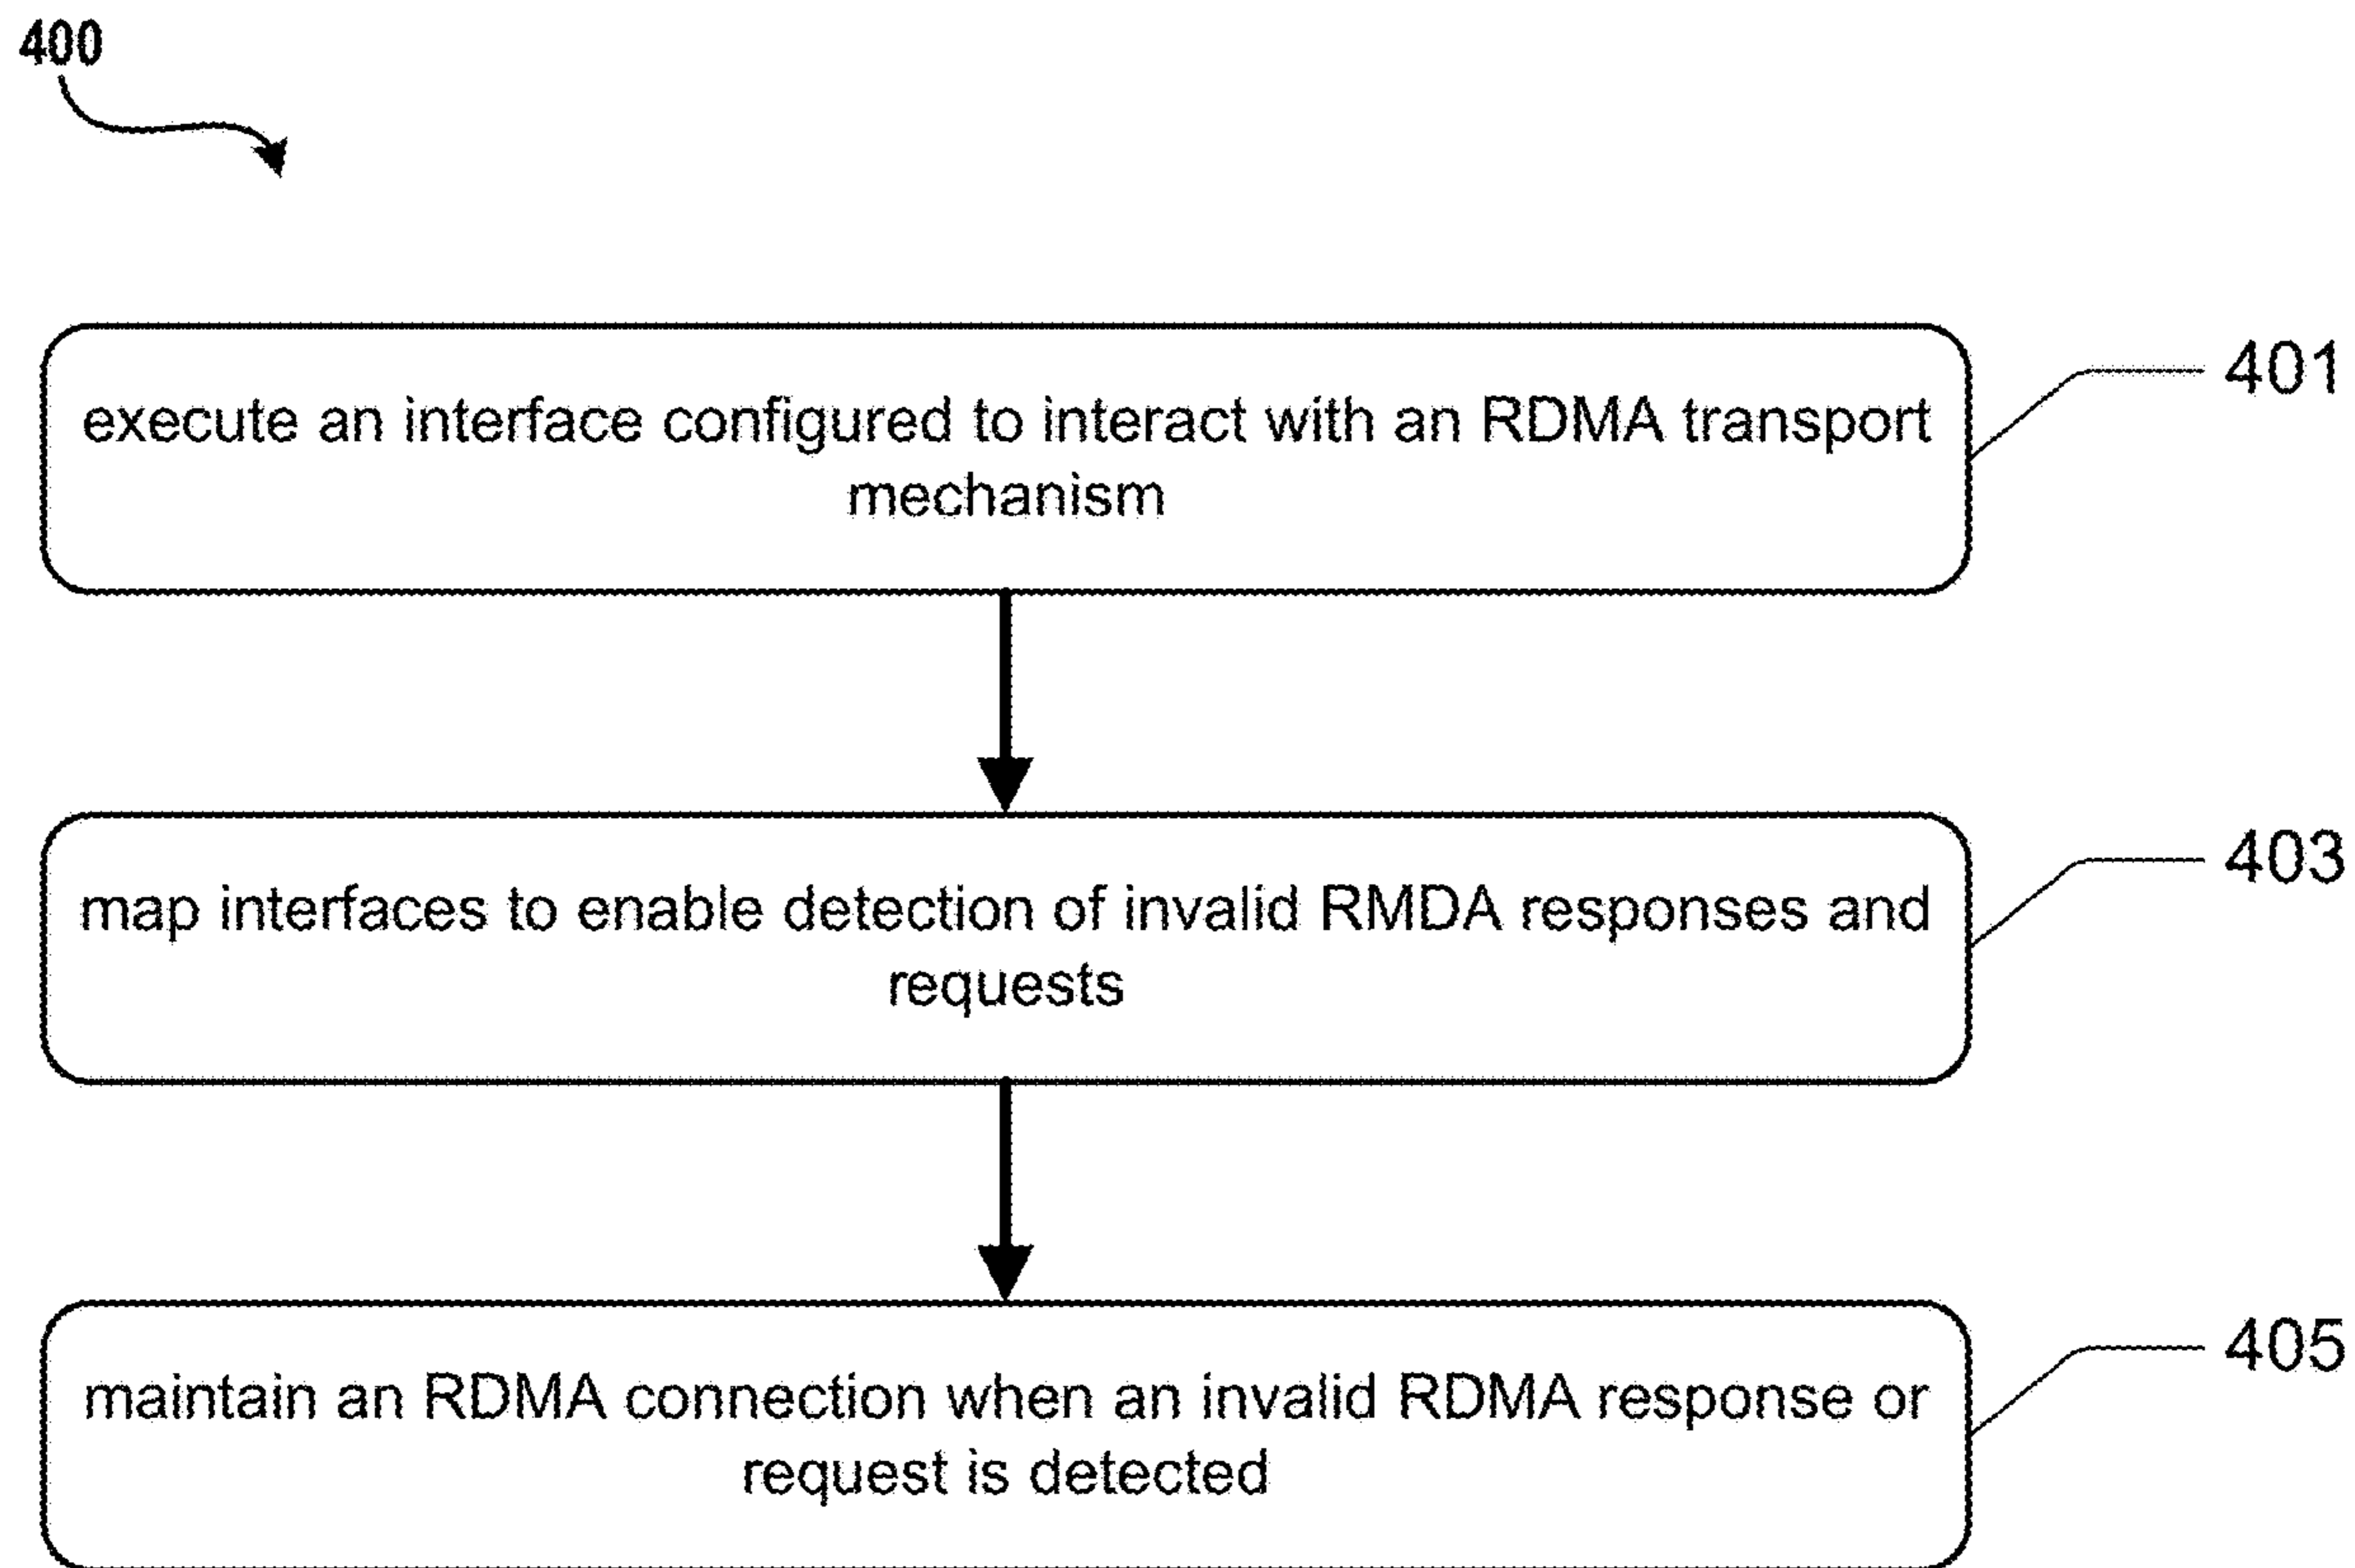 400
execute an interface configured to interact with an RDMA transport
mechanism
401
map interfaces to enable detection of invalid RMDA responses and
requests
403
maintain an RDMA connection when an invalid RDMA response or
request is detected
405